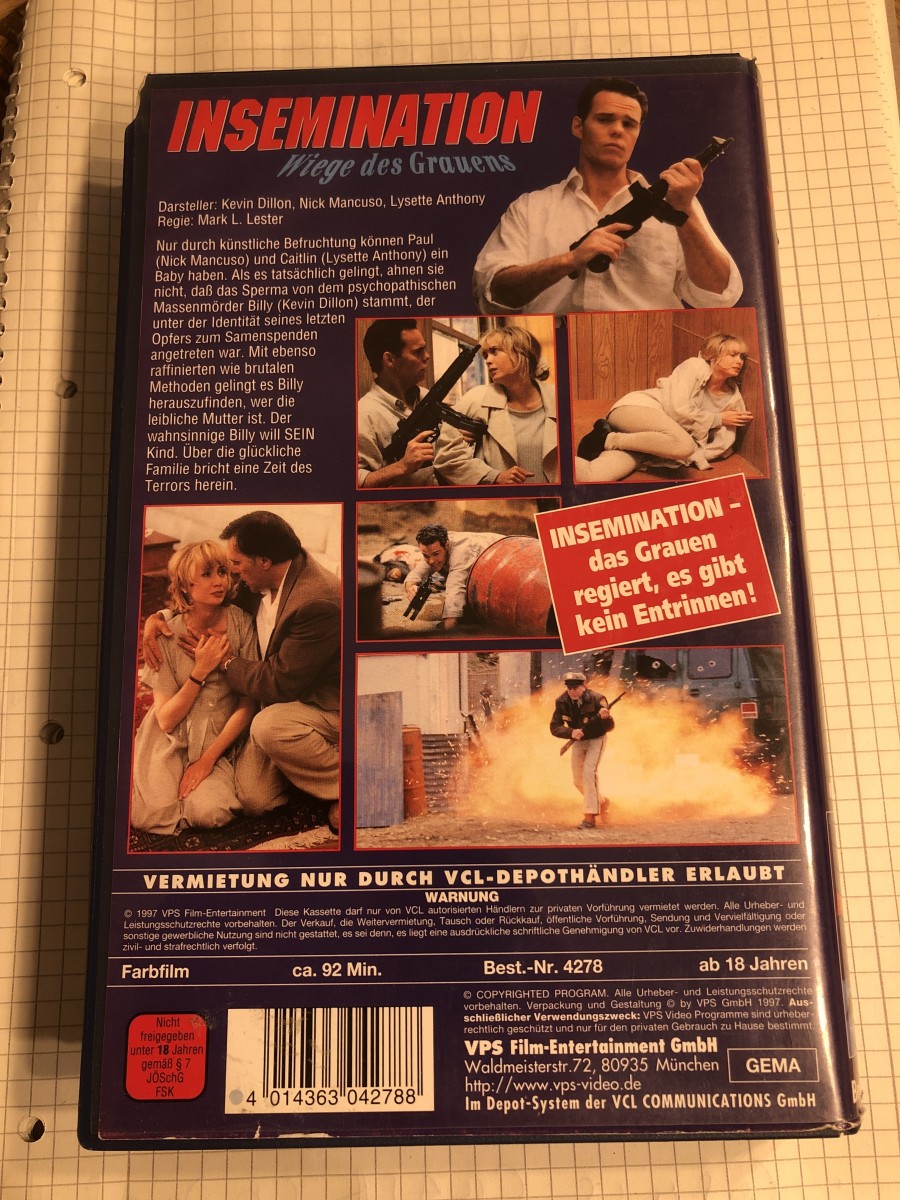 INSEMINATION
Wiege des Grauens
Darsteller: Kevin Dillon, Nick Mancuso, Lysette Anthony
Regie: Mark L. Lester
Nur durch künstliche Befruchtung können Paul
(Nick Mancuso) und Caitlin (Lysette Anthony) ein
Baby haben. Als es tatsächlich gelingt, ahnen sie
nicht, daß das Sperma von dem psychopathischen
Massenmörder Billy (Kevin Dillon) stammt, der
unter der Identität seines letzten
Opfers zum Samenspenden
angetreten war. Mit ebenso
raffinierten wie brutalen
Methoden gelingt es Billy
herauszufinden, wer die
leibliche Mutter ist. Der
wahnsinnige Billy will SEIN
Kind. Über die glückliche
Familie bricht eine Zeit des
Terrors herein.
INSEMINATION –
das Grauen
regiert, es gibt
kein Entrinnen!
VERMIETUNG NUR DURCH VCL-DEPOTHÄNDLER ERLAUBT
WARNUNG
© 1997 VPS Film-Entertainment Diese Kassette darf nur von VCL autorisierten Händlern zur privaten Vorführung vermietet werden. Alle Urheber- und
Leistungsschutzrechte vorbehalten. Der Verkauf, die Weitervermietung, Tausch oder Rückkauf, öffentliche Vorführung, Sendung und Vervielfältigung oder
sonstige gewerbliche Nutzung sind nicht gestattet, es sei denn, es liegt eine ausdrückliche schriftliche Genehmigung von VCL vor. Zuwiderhandlungen werden
zivil- und strafrechtlich verfolgt.
Farbfilm ca. 92 Min. Best.-Nr. 4278 ab 18 Jahren
Nicht
freigegeben
unter 18 Jahren
gemäß § 7
JÖSchG
FSK
4 014363 042788
© COPYRIGHTED PROGRAM. Alle Urheber- und Leistungsschutzrechte
vorbehalten. Verpackung und Gestaltung © by VPS GmbH 1997. Aus-
schließlicher Verwendungszweck: VPS Video Programme sind urheber-
rechtlich geschützt und nur für den privaten Gebrauch zu Hause bestimmt.
VPS Film-Entertainment GmbH
Waldmeisterstr.72, 80935 München
http://www.vps-video.de
GEMA
Im Depot-System der VCL COMMUNICATIONS GmbH